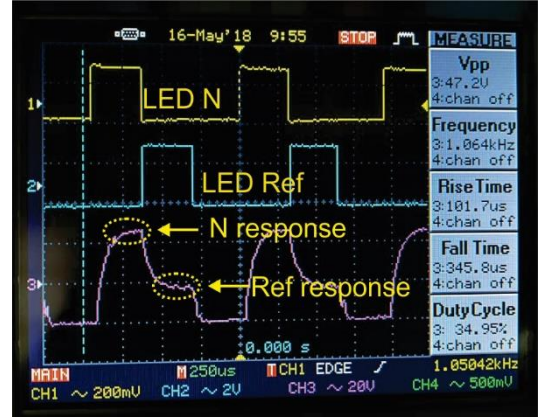 16-May'18 9:55 STOP MEASURE
Vpp
3:47.2V
4:chan off
1
LED N
Frequency
3:1.064kHz
4:chan off
2
LED Ref
Rise Time
3:101.7us
4:chan off
N response
Fall Time
3:345.8us
4:chan off
3
Ref response
DutyCycle
3: 34.95%
4:chan off
0.000 s
MAIN M 250us T CH1 EDGE 1.05042kHz
CH1 ~ 200mV CH2 ~ 2V CH3 ~ 20V CH4 ~ 500mV